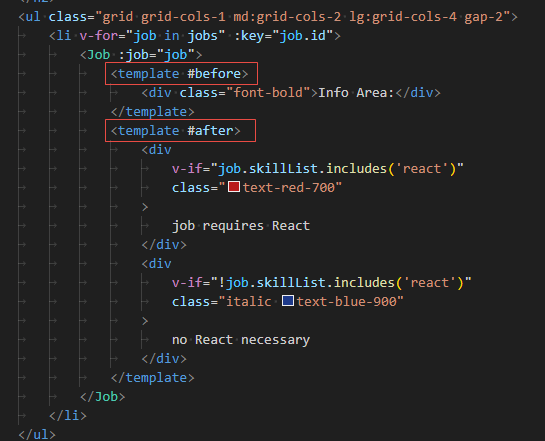 </h2>
<ul class="grid grid-cols-1 md:grid-cols-2 lg:grid-cols-4 gap-2">
<li v-for="job in jobs" :key="job.id">
<Job :job="job">
<template #before>
<div class="font-bold">Info Area:</div>
</template>
<template #after>
<div
v-if="job.skillList.includes('react')"
class="text-red-700"
>
job requires React
</div>
<div
v-if="!job.skillList.includes('react')"
class="italic text-blue-900"
>
no React necessary
</div>
</template>
</Job>
</li>
</ul>